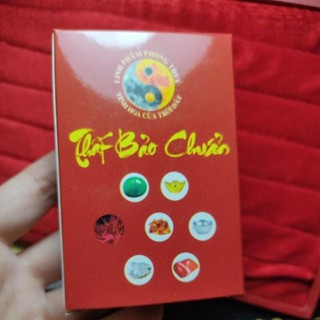 LINH PHẨM PHONG THỦY
TINH HOA CỦA TRỜI ĐẤT
Thất Bảo Chuẩn